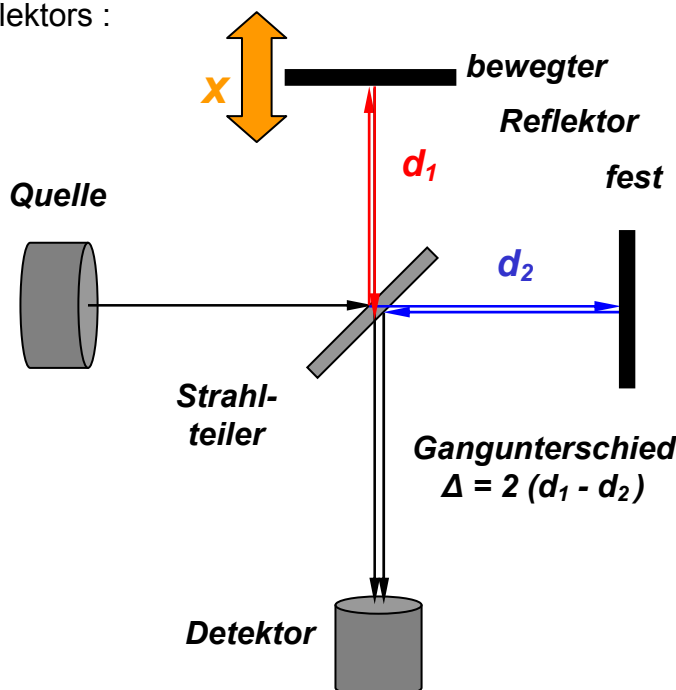 lektors :
x
bewegter
Reflektor
fest
d₁
Quelle
d₂
Strahl-
teiler
Gangunterschied
Δ = 2 (d₁ - d₂)
Detektor